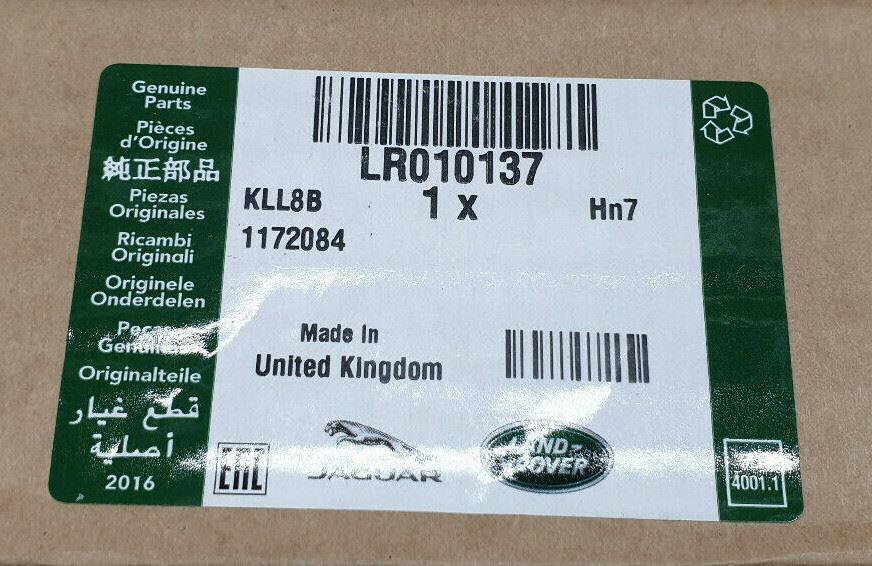 Genuine
Parts
Pièces
d'Origine
純正部品
Piezas
Originales
Ricambi
Originali
Originele
Onderdelen
Originalteile
قطع غيار
أصلية
2016
LR010137
KLL8B
1 x
Hn7
1172084
Made In
United Kingdom
EAC
JAGUAR
LAND-
ROVER
4001.1